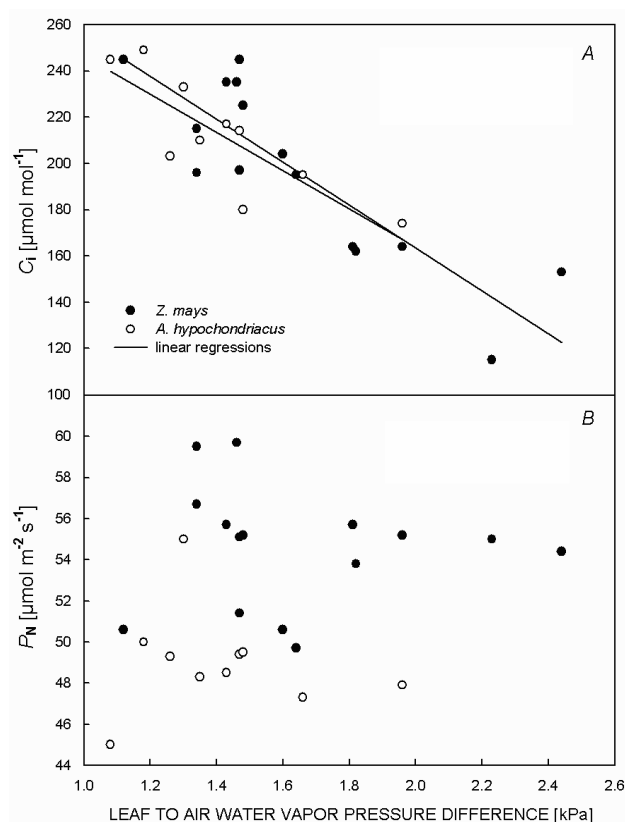 A
260
240
220
200
180
160
140
120
100
Ci [µmol mol⁻¹]
Z. mays
A. hypochondriacus
linear regressions
B
60
58
56
54
52
50
48
46
44
PN [µmol m⁻² s⁻¹]
1.0 1.2 1.4 1.6 1.8 2.0 2.2 2.4 2.6
LEAF TO AIR WATER VAPOR PRESSURE DIFFERENCE [kPa]